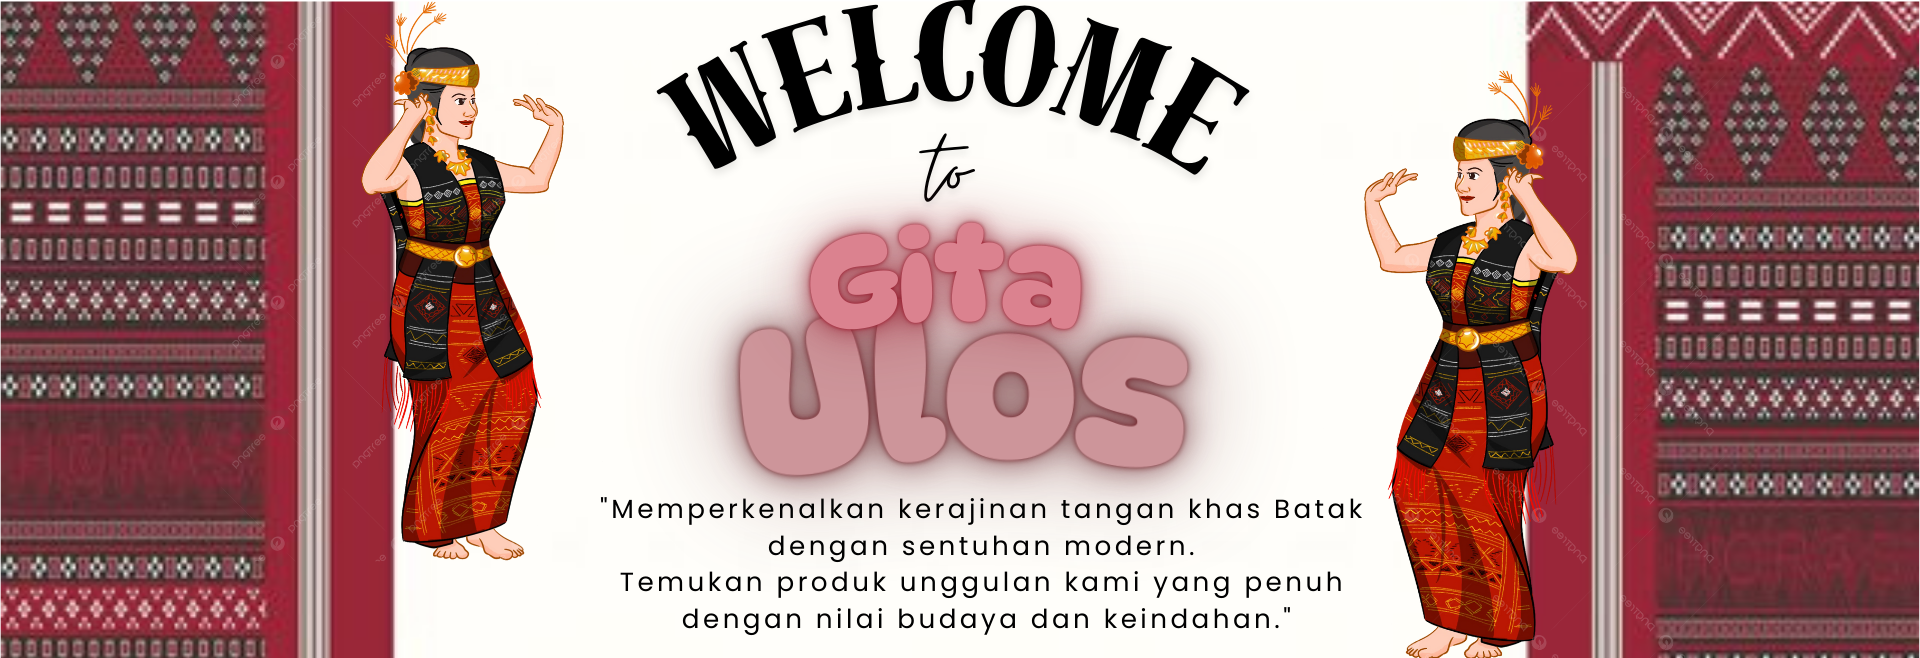 WELCOME
to
Gita
Ulos
"Memperkenalkan kerajinan tangan khas Batak
dengan sentuhan modern.
Temukan produk unggulan kami yang penuh
dengan nilai budaya dan keindahan."
pngtree